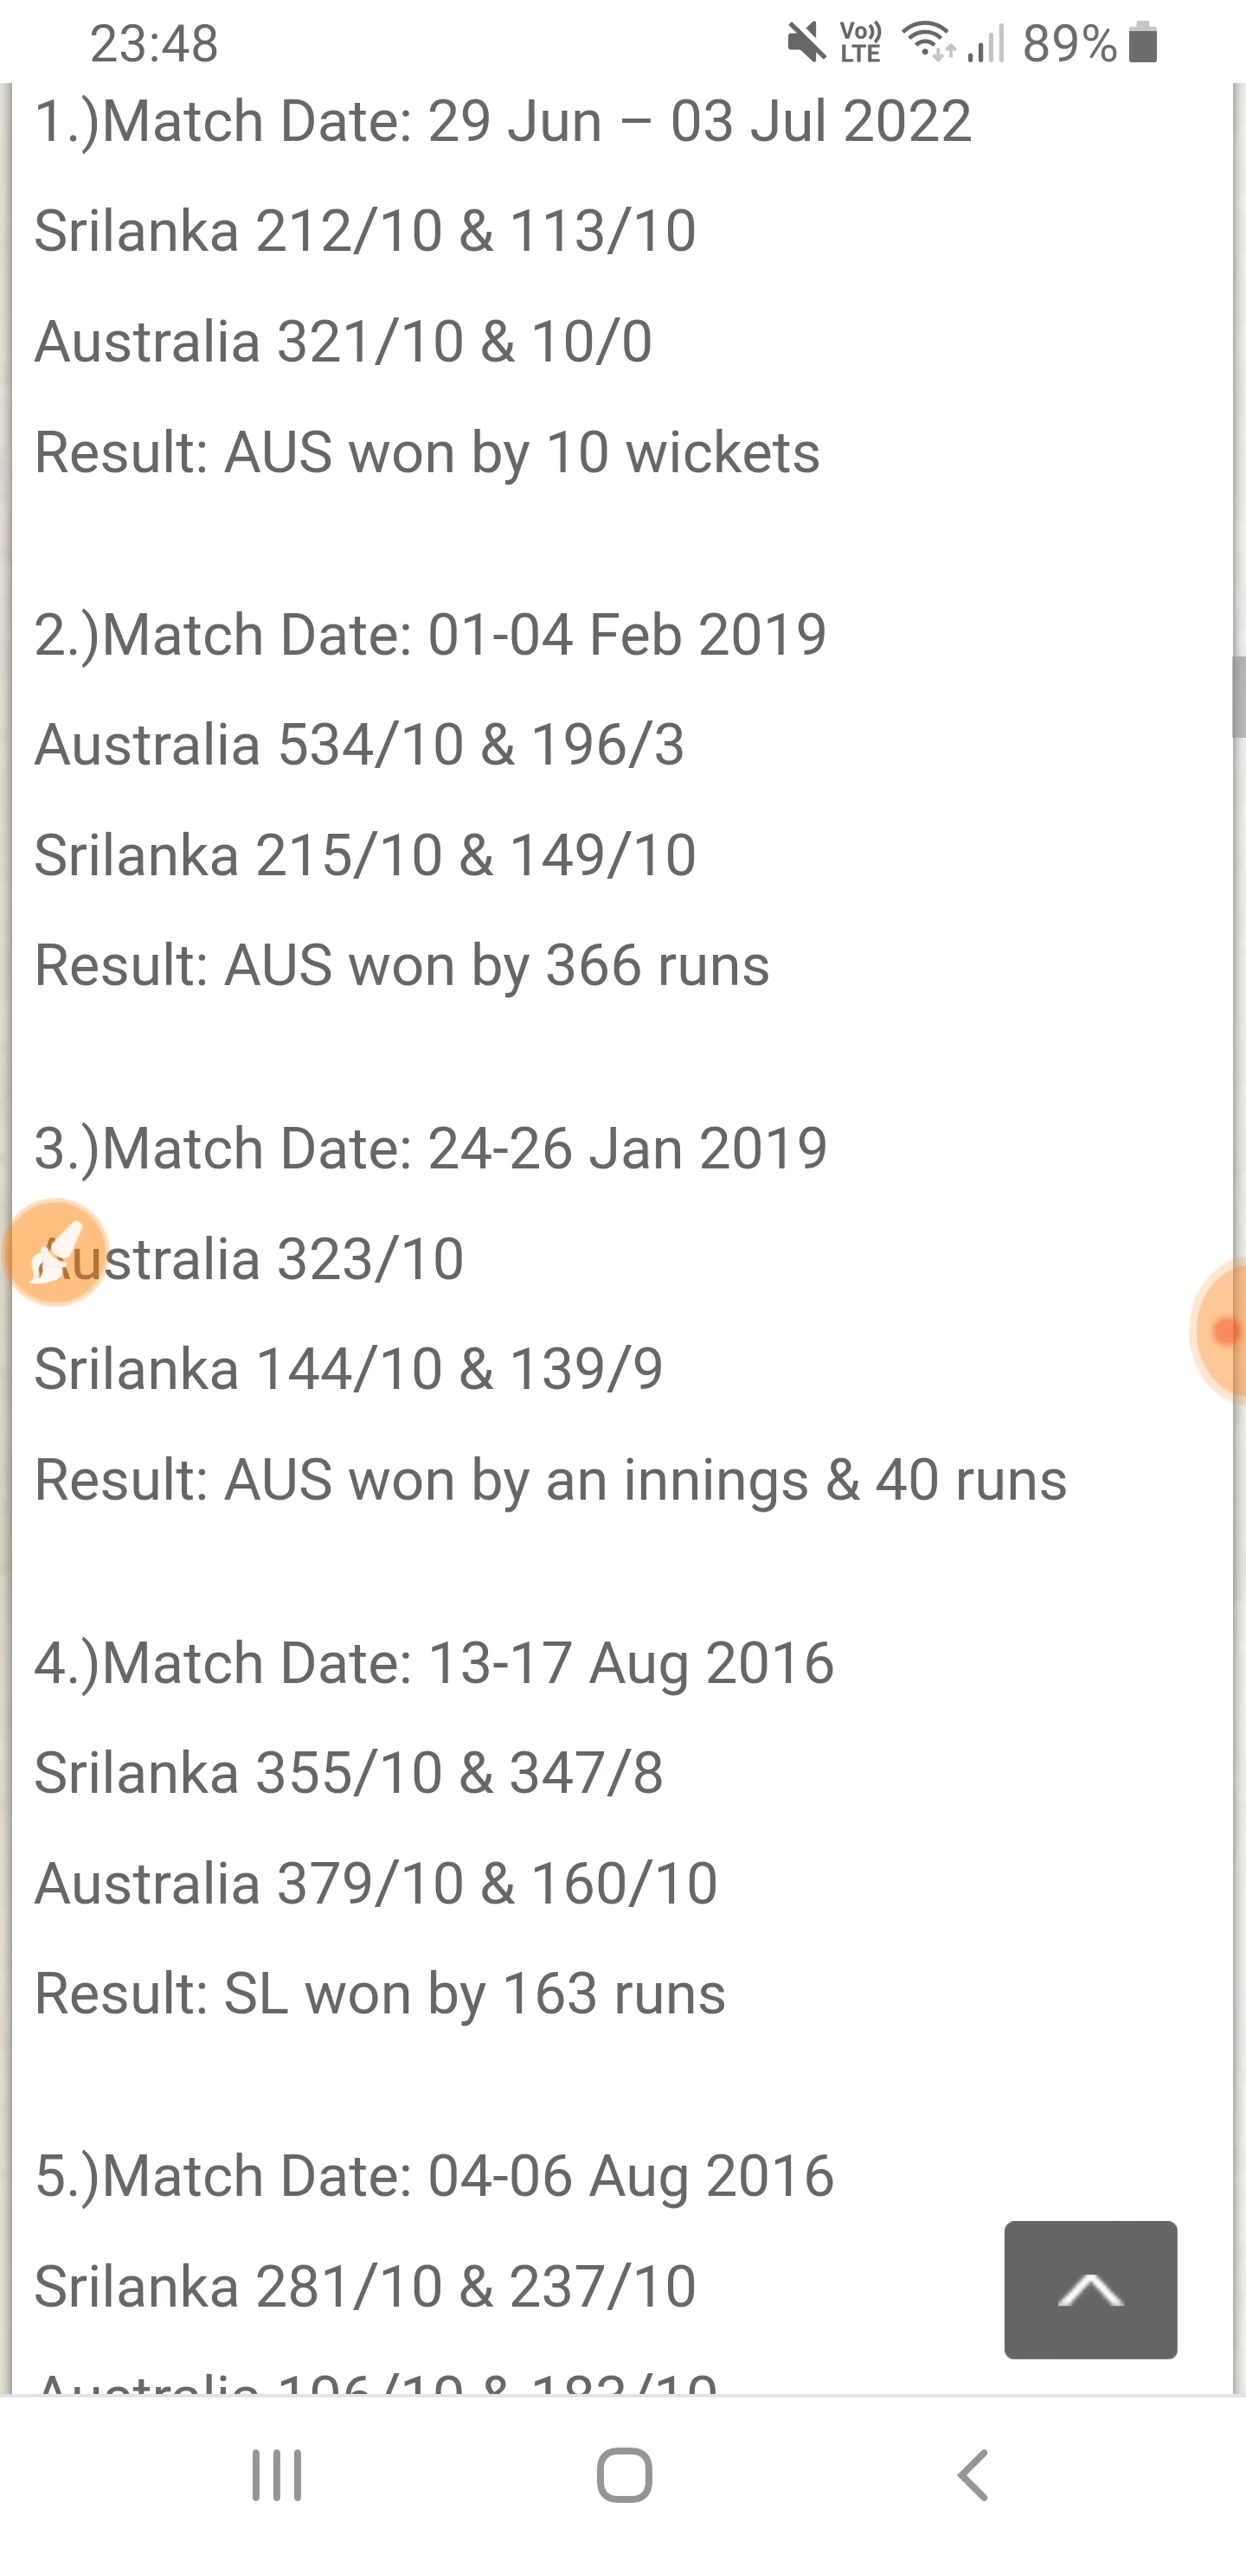 23:48
Vo)) LTE
89%
1.)Match Date: 29 Jun – 03 Jul 2022
Srilanka 212/10 & 113/10
Australia 321/10 & 10/0
Result: AUS won by 10 wickets
2.)Match Date: 01-04 Feb 2019
Australia 534/10 & 196/3
Srilanka 215/10 & 149/10
Result: AUS won by 366 runs
3.)Match Date: 24-26 Jan 2019
Australia 323/10
Srilanka 144/10 & 139/9
Result: AUS won by an innings & 40 runs
4.)Match Date: 13-17 Aug 2016
Srilanka 355/10 & 347/8
Australia 379/10 & 160/10
Result: SL won by 163 runs
5.)Match Date: 04-06 Aug 2016
Srilanka 281/10 & 237/10
Australia